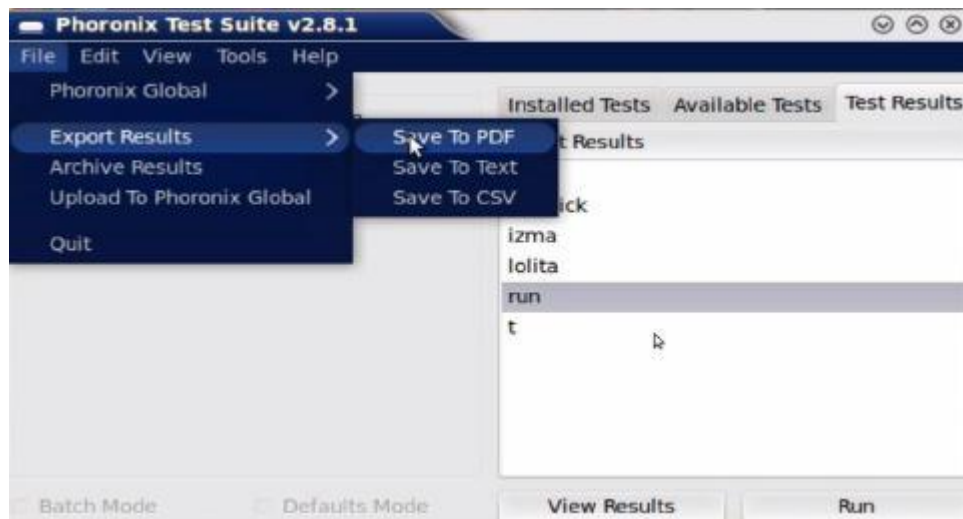 Phoronix Test Suite v2.8.1
File Edit View Tools Help
Phoronix Global
Export Results
Archive Results
Upload To Phoronix Global
Quit
Save To PDF
Save To Text
Save To CSV
Installed Tests Available Tests Test Results
Results
izma
lolita
run
t
Batch Mode Defaults Mode
View Results Run